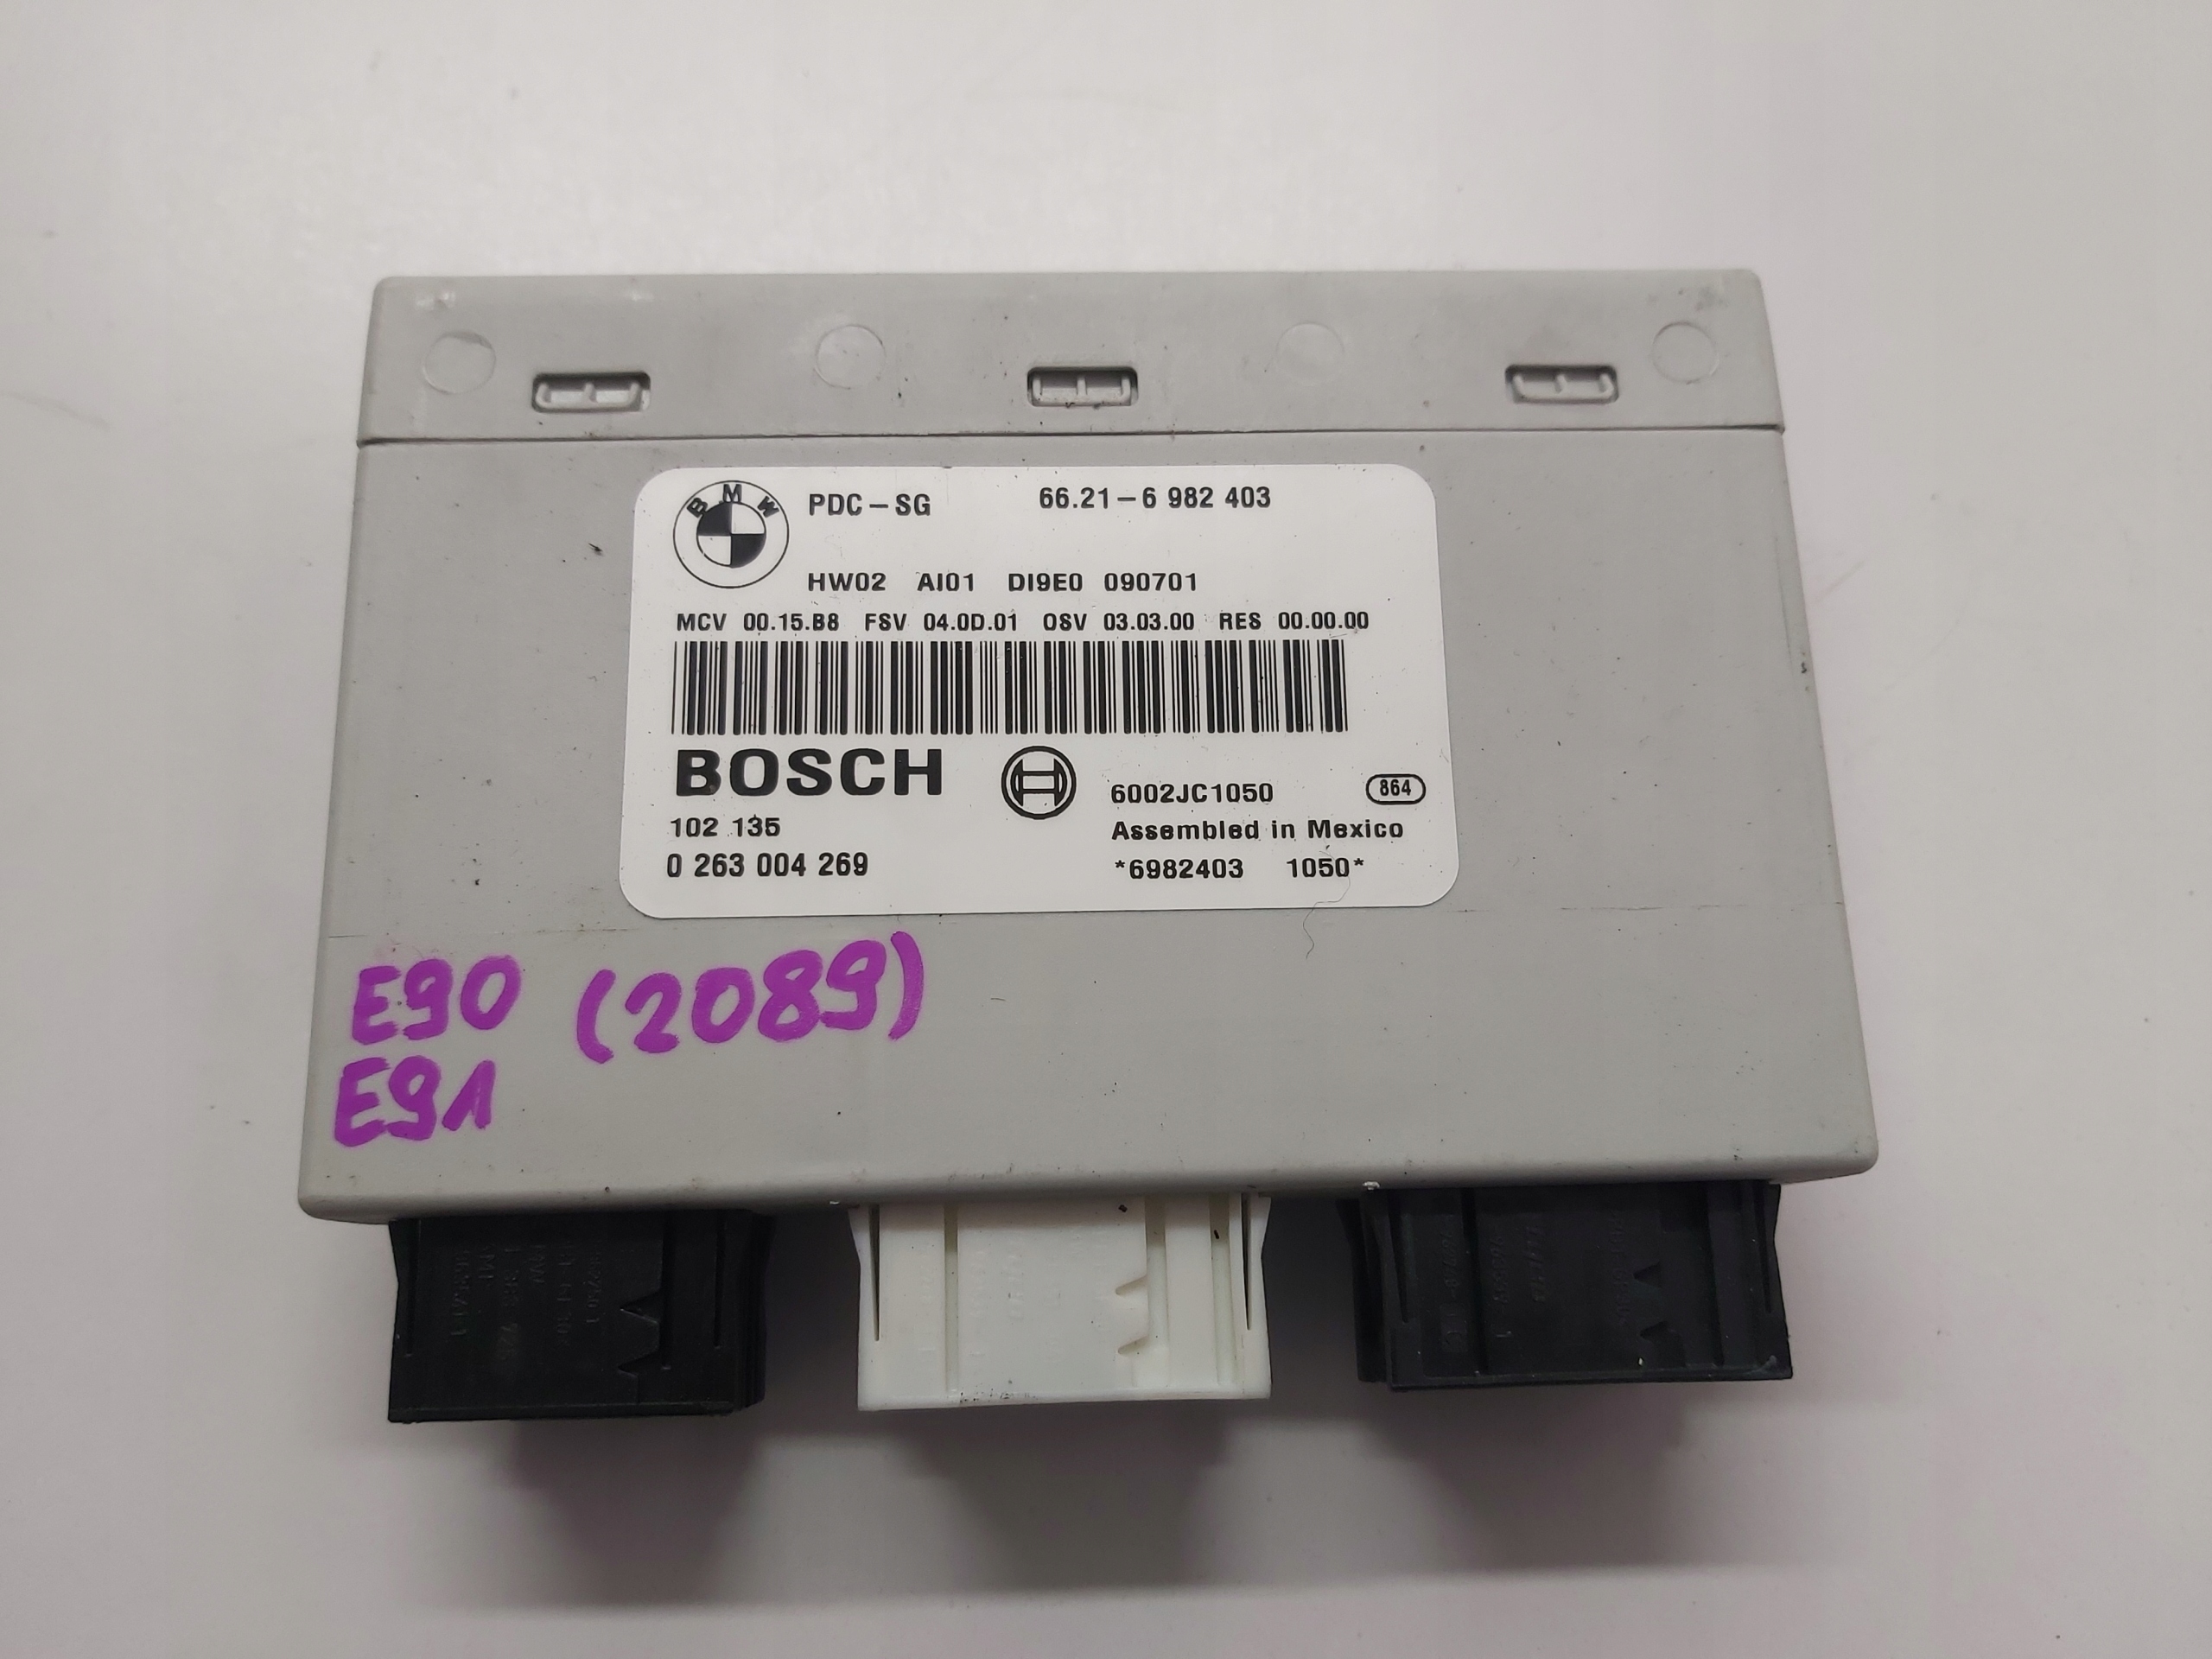 BMW
PDC-SG 66.21-6 982 403
HW02 AI01 DI9E0 090701
MCV 00.15.B8 FSV 04.0D.01 OSV 03.03.00 RES 00.00.00
BOSCH 6002JC1050 864
102 135 Assembled in Mexico
0 263 004 269 *6982403 1050*
E90 (2089)
E91